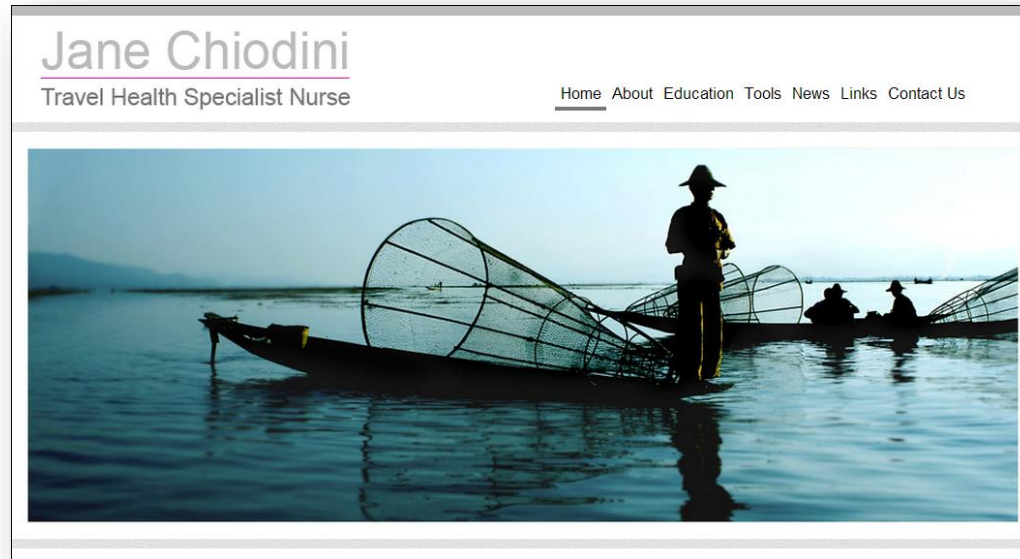 Jane Chiodini
Travel Health Specialist Nurse
Home About Education Tools News Links Contact Us